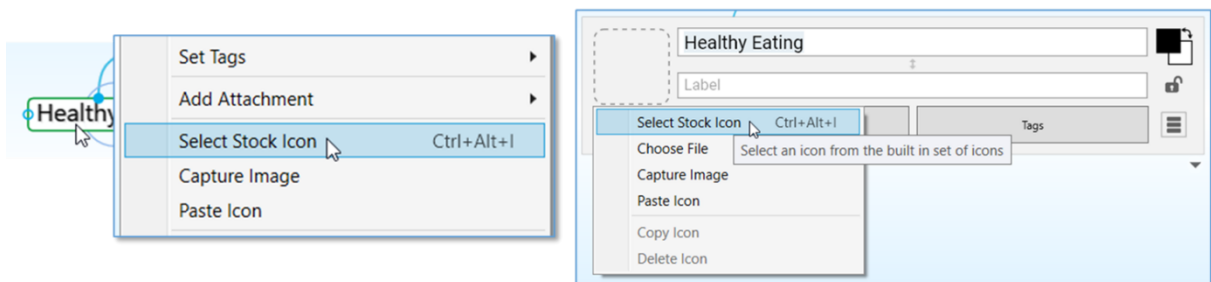 Healthy
Set Tags
Add Attachment
Select Stock Icon Ctrl+Alt+I
Capture Image
Paste Icon
Healthy Eating
Label
Select Stock Icon Ctrl+Alt+I
Tags
Choose File
Select an icon from the built in set of icons
Capture Image
Paste Icon
Copy Icon
Delete Icon